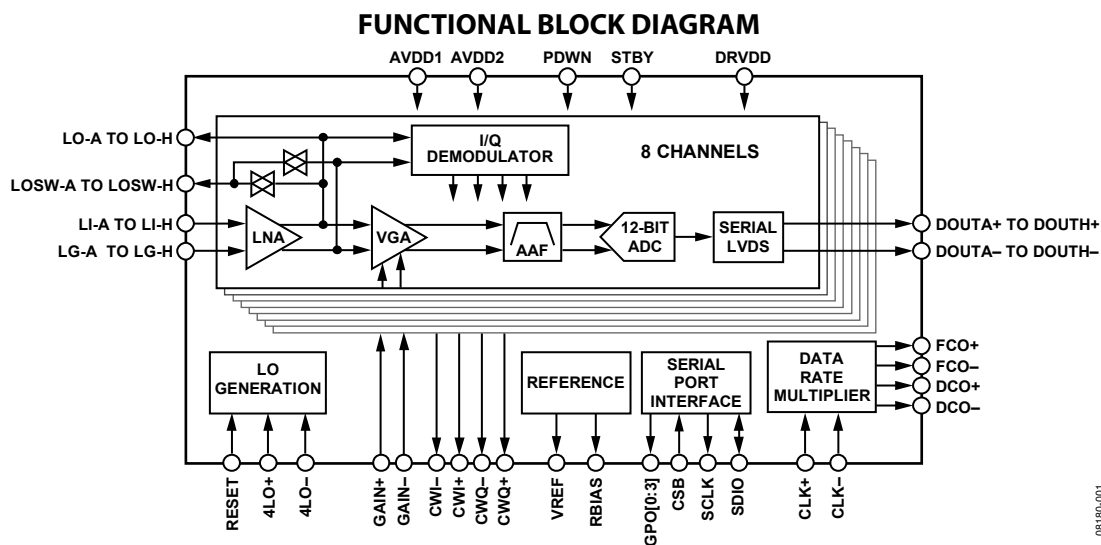 FUNCTIONAL BLOCK DIAGRAM
AVDD1 AVDD2 PDWN STBY DRVDD
LO-A TO LO-H
LOSW-A TO LOSW-H
LI-A TO LI-H
LG-A TO LG-H
I/Q
DEMODULATOR
8 CHANNELS
LNA
VGA
AAF
12-BIT
ADC
SERIAL
LVDS
DOUTA+ TO DOUTH+
DOUTA– TO DOUTH–
LO
GENERATION
REFERENCE
SERIAL
PORT
INTERFACE
DATA
RATE
MULTIPLIER
FCO+
FCO–
DCO+
DCO–
RESET
4LO+
4LO–
GAIN+
GAIN–
CWI–
CWI+
CWQ–
CWQ+
VREF
RBIAS
GPO[0:3]
CSB
SCLK
SDIO
CLK+
CLK–
08180-001